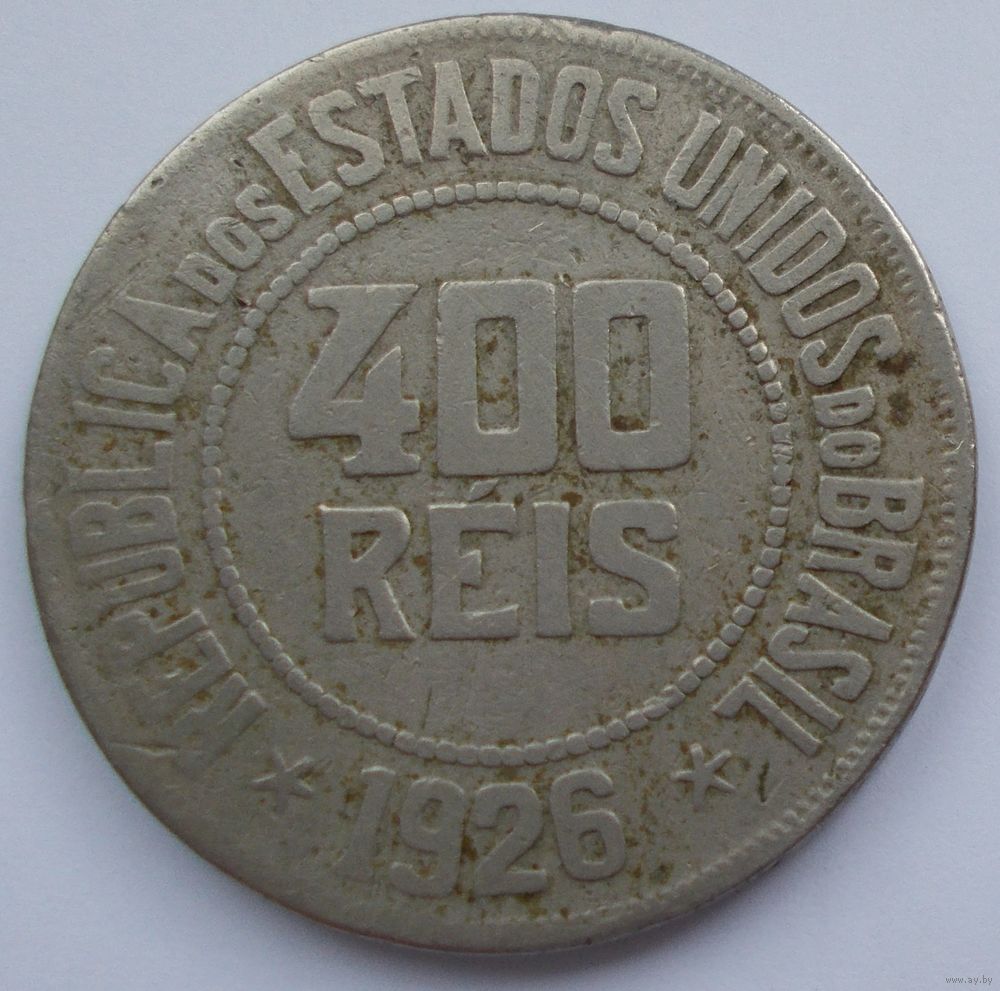 REPUBLICA DOS ESTADOS UNIDOS DO BRASIL
400
RÉIS
* 1926 *
www.ay.by